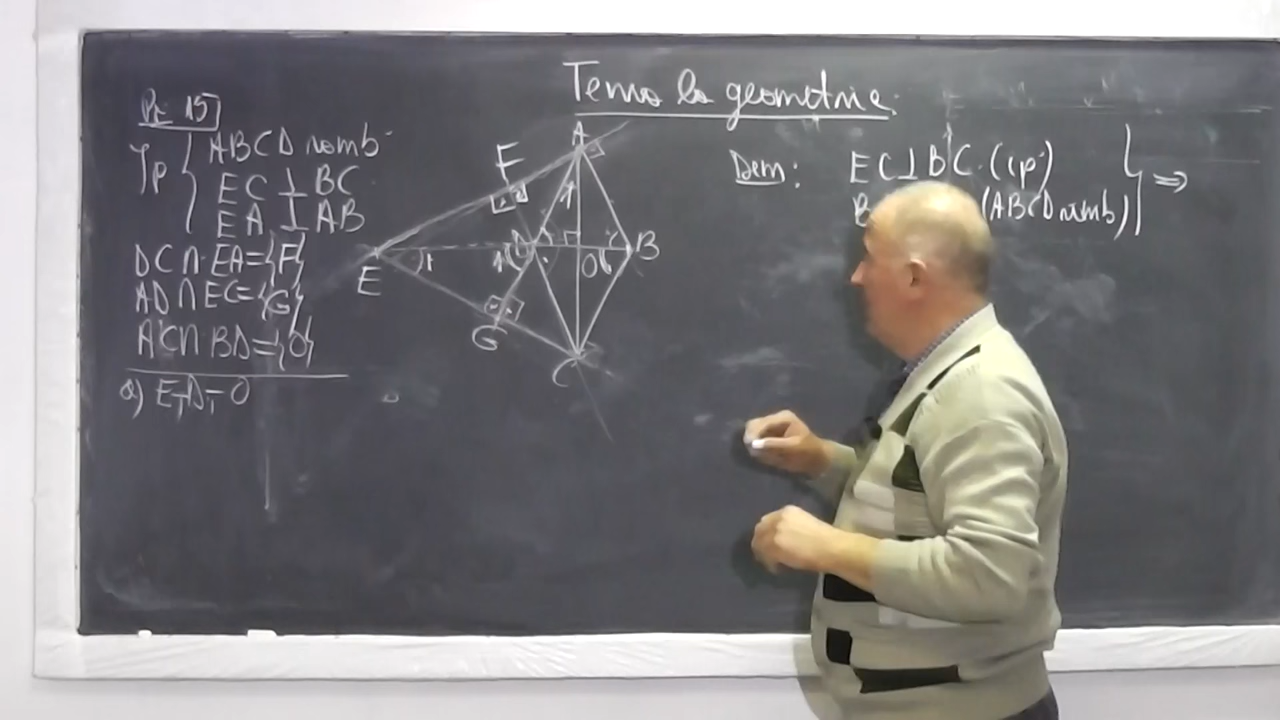 Tema la geometrie.
Pr 15
Ip { ABCD romb
EC ⊥ BC
EA ⊥ AB
DC ∩ EA={F}
AD ∩ EC={G}
AC ∩ BD={O}
a) E-D-O
A
F
B
O
E
G
C
Dem: EC ⊥ BC (ip)
B (ABCD romb) } ⇒